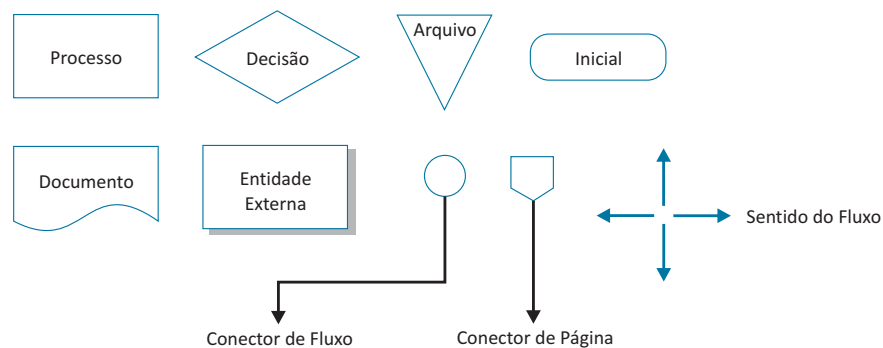 Processo
Decisão
Arquivo
Inicial
Documento
Entidade
Externa
Sentido do Fluxo
Conector de Fluxo
Conector de Página